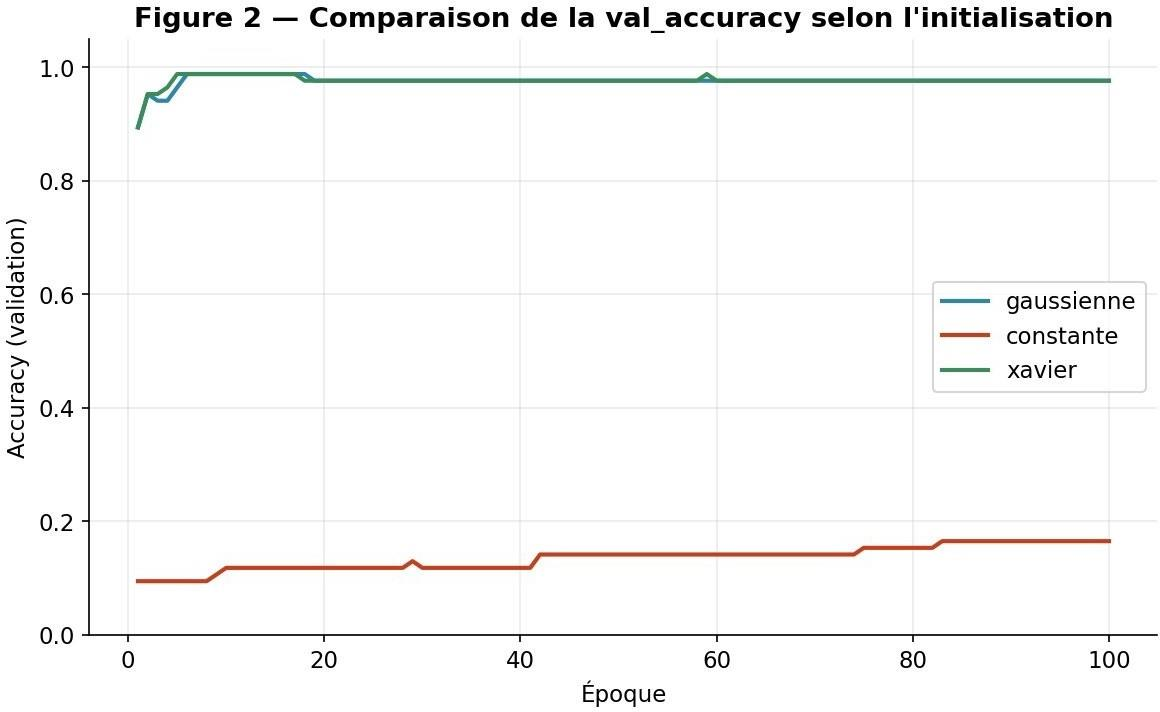 Figure 2 — Comparaison de la val_accuracy selon l'initialisation
1.0
0.8
0.6
0.4
0.2
0.0
Accuracy (validation)
gaussienne
constante
xavier
0 20 40 60 80 100
Époque